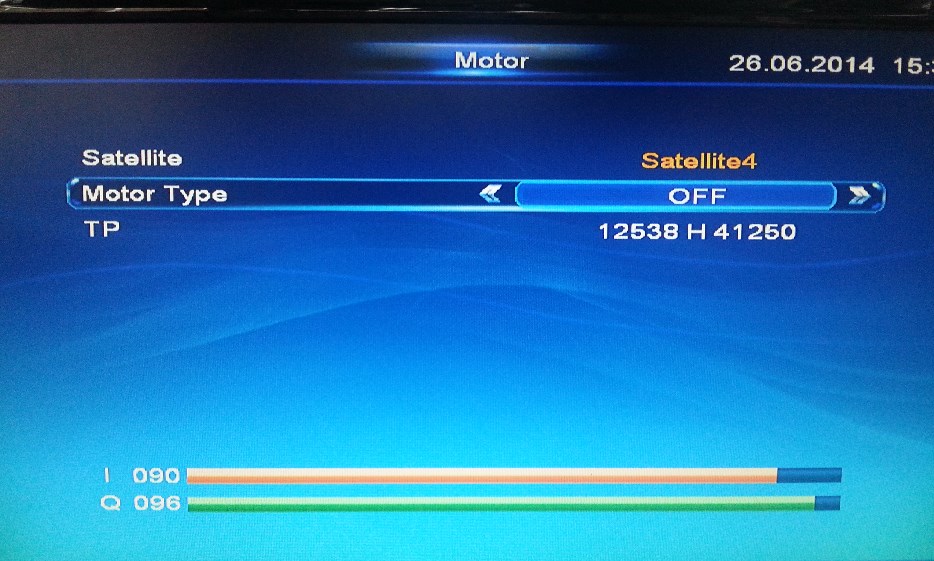 Motor
26.06.2014 15:
Satellite Satellite4
Motor Type OFF
TP 12538 H 41250
I 090
Q 096